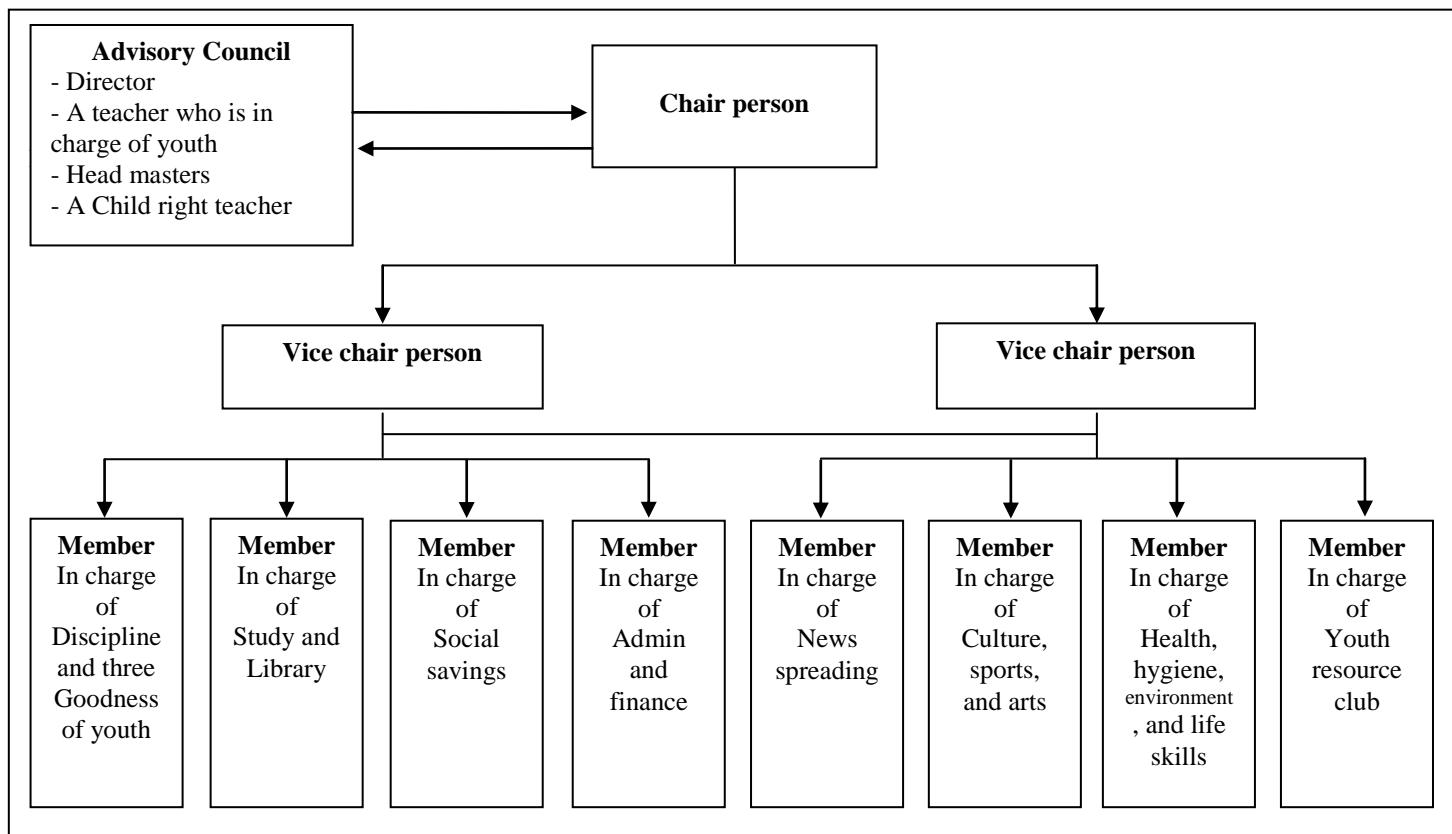 Advisory Council
- Director
- A teacher who is in
charge of youth
- Head masters
- A Child right teacher
Chair person
Vice chair person
Vice chair person
Member
In charge
of
Discipline
and three
Goodness
of youth
Member
In charge
of
Study and
Library
Member
In charge
of
Social
savings
Member
In charge
of
Admin
and
finance
Member
In charge
of
News
spreading
Member
In charge
of
Culture,
sports,
and arts
Member
In charge
of
Health,
hygiene,
environment
, and life
skills
Member
In charge
of
Youth
resource
club